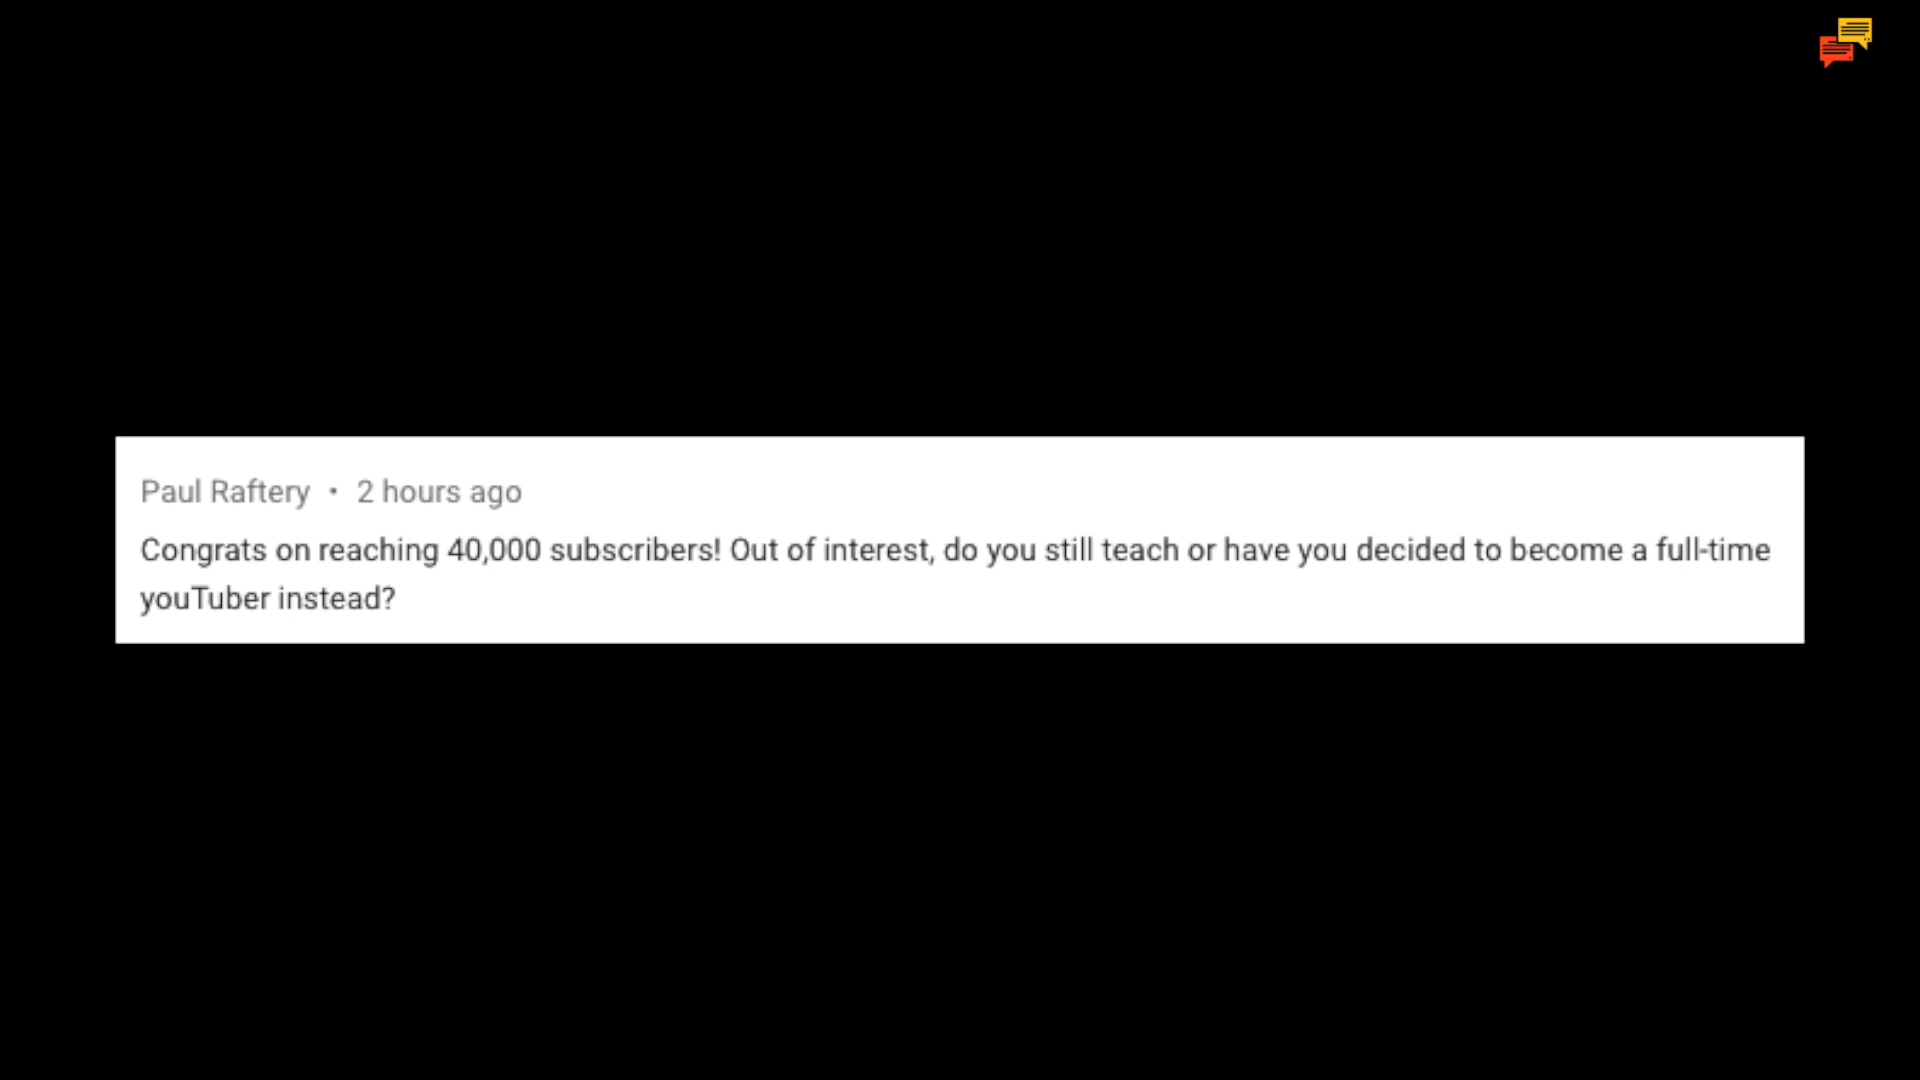 Paul Raftery • 2 hours ago
Congrats on reaching 40,000 subscribers! Out of interest, do you still teach or have you decided to become a full-time
youTuber instead?